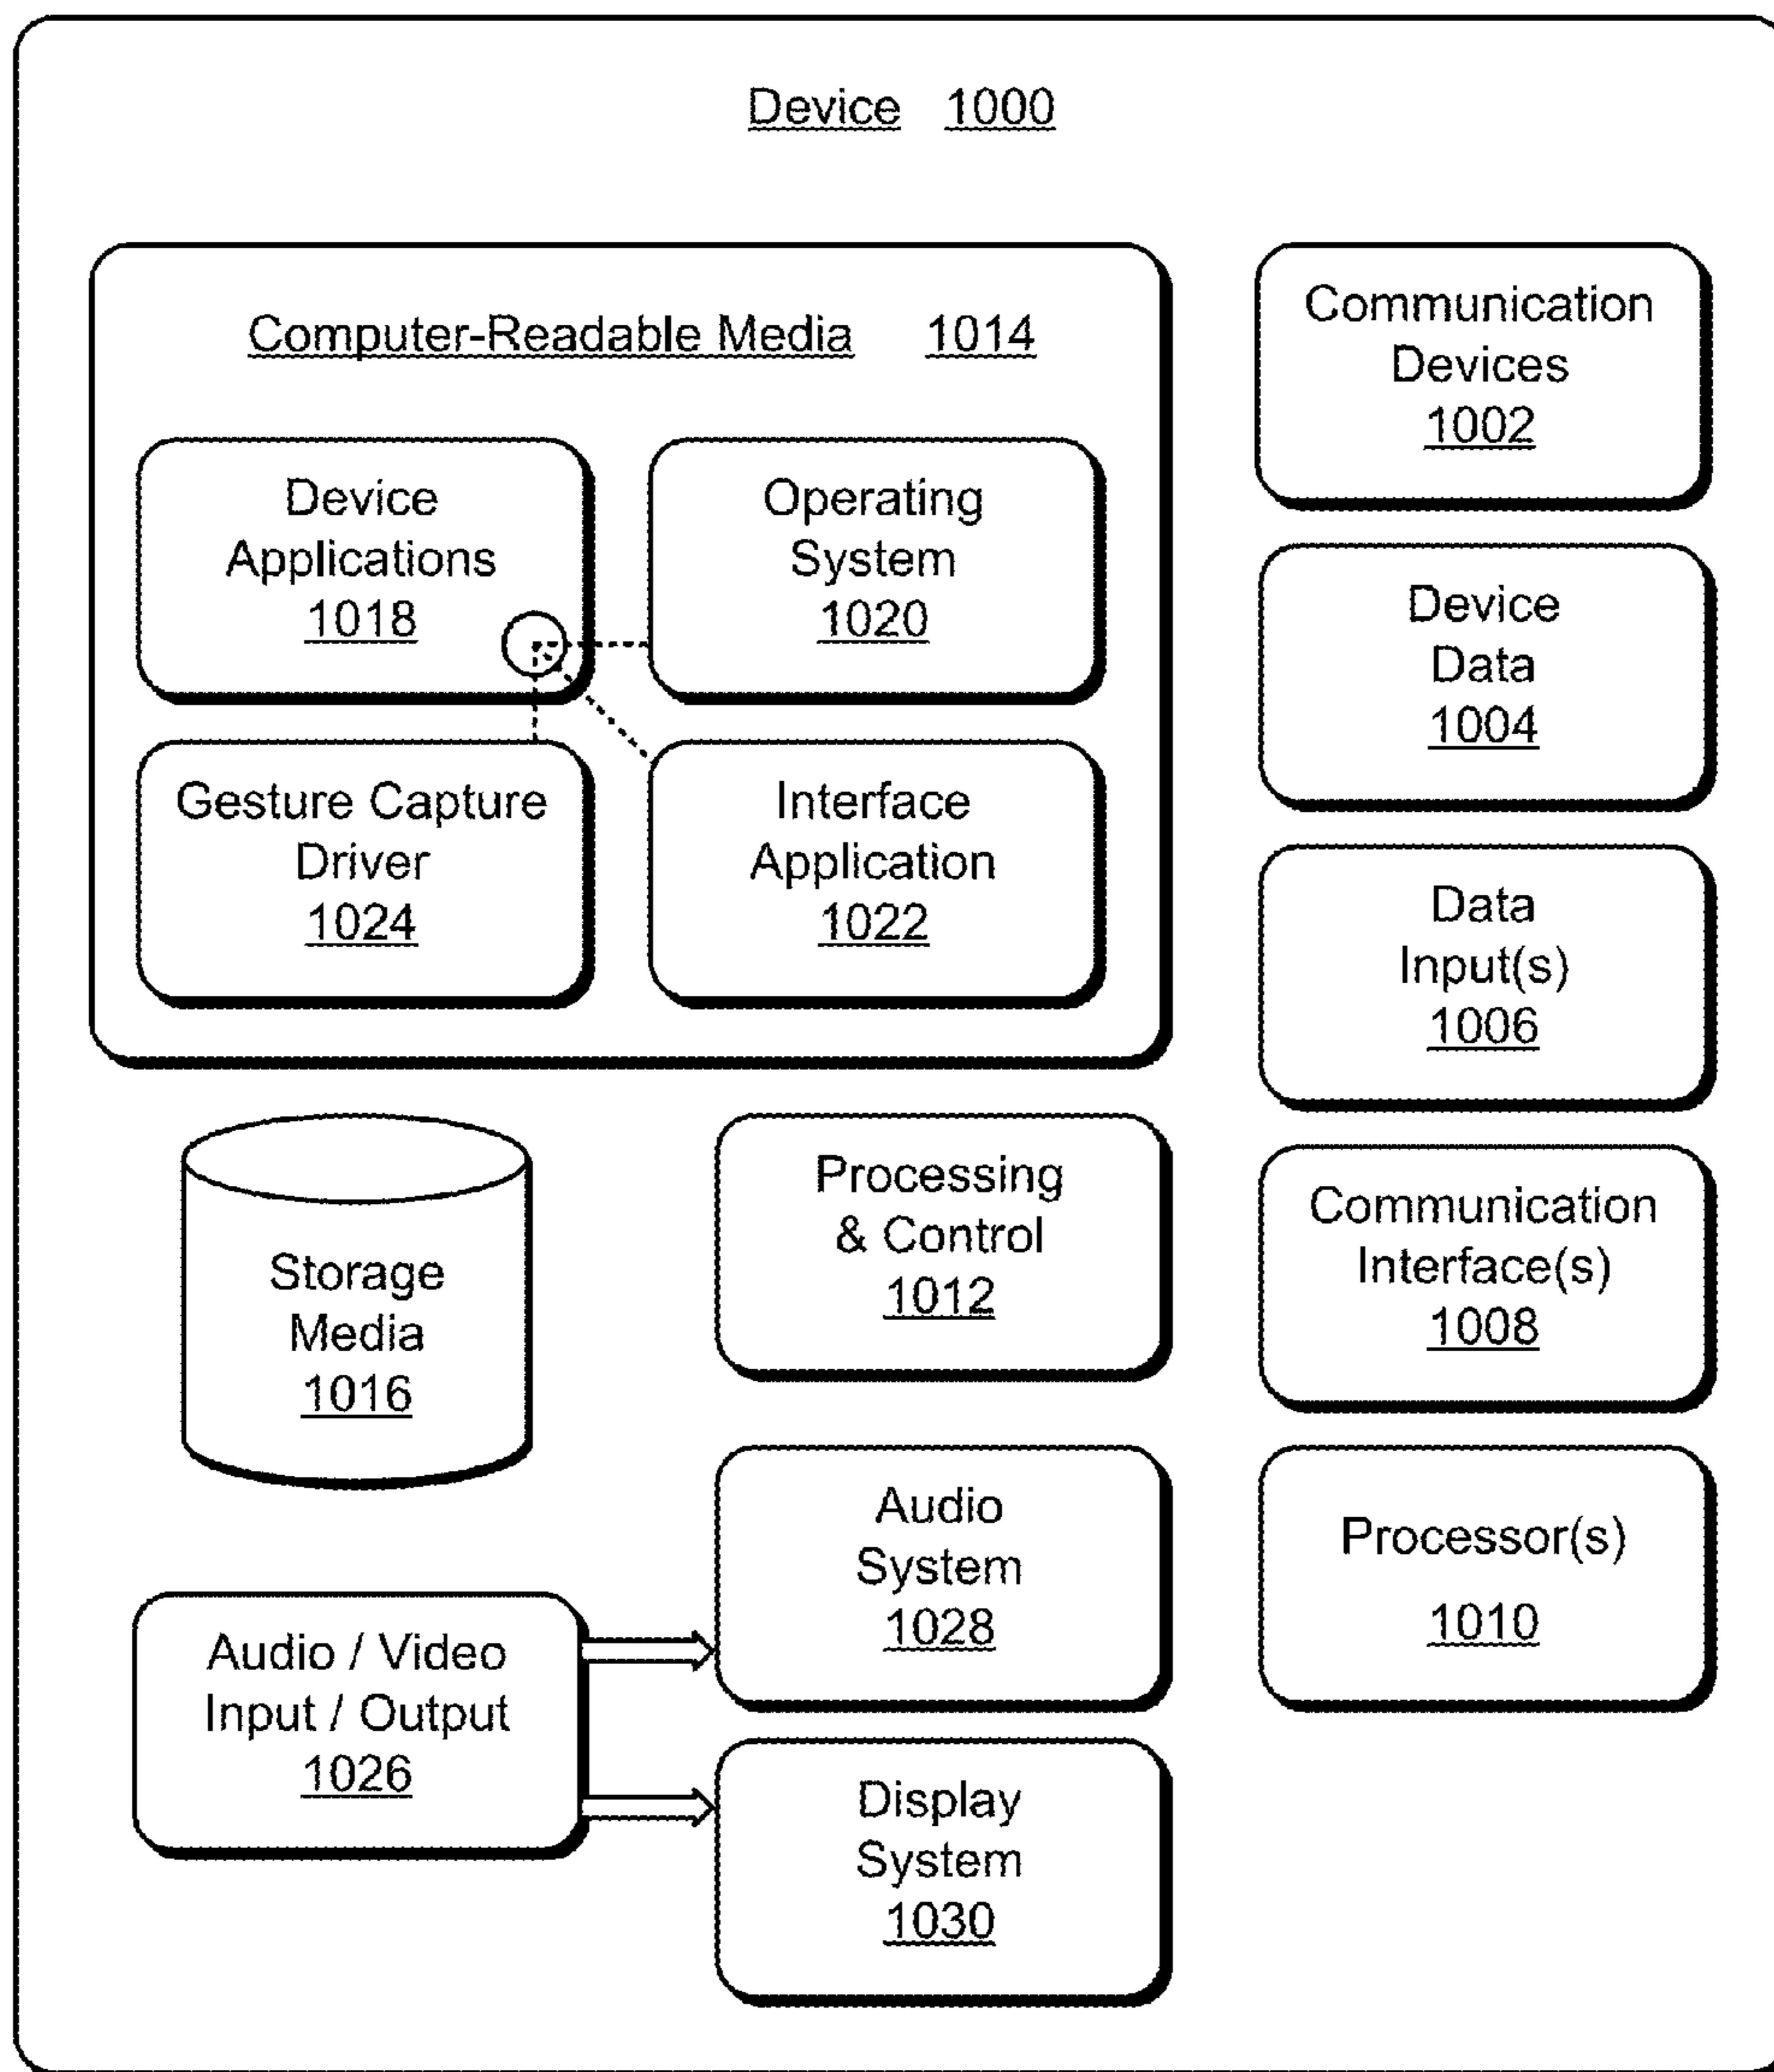 Device 1000
Computer-Readable Media 1014
Device
Applications
1018
Operating
System
1020
Gesture Capture
Driver
1024
Interface
Application
1022
Storage
Media
1016
Processing
& Control
1012
Audio / Video
Input / Output
1026
Audio
System
1028
Display
System
1030
Communication
Devices
1002
Device
Data
1004
Data
Input(s)
1006
Communication
Interface(s)
1008
Processor(s)
1010